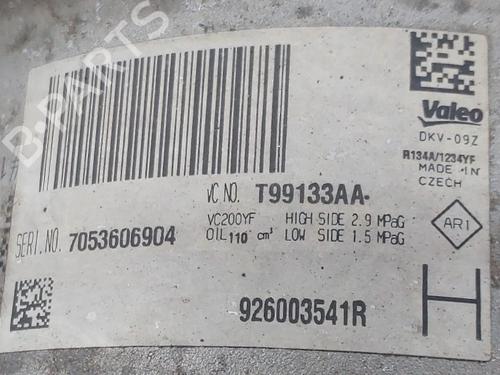 Valeo
DKV-09Z
R134A/1234YF
MADE IN
CZECH
VC NO. T99133AA-
SERI.NO. 7053606904
VC200YF HIGH SIDE 2.9 MPaG
OIL 110 cm³ LOW SIDE 1.5 MPaG
AR1
926003541R
H
B-PARTS